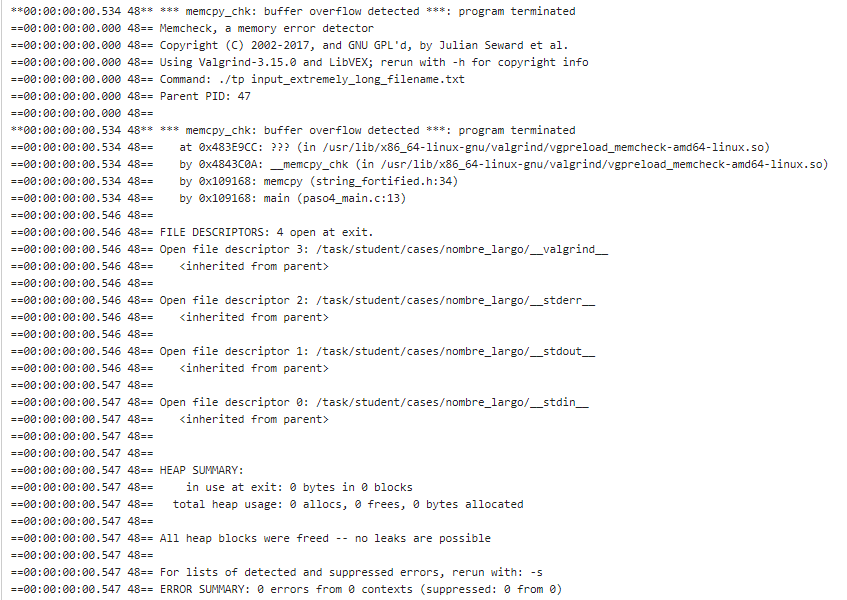 **00:00:00:00.534 48** *** memcpy_chk: buffer overflow detected ***: program terminated
==00:00:00:00.000 48== Memcheck, a memory error detector
==00:00:00:00.000 48== Copyright (C) 2002-2017, and GNU GPL'd, by Julian Seward et al.
==00:00:00:00.000 48== Using Valgrind-3.15.0 and LibVEX; rerun with -h for copyright info
==00:00:00:00.000 48== Command: ./tp input_extremely_long_filename.txt
==00:00:00:00.000 48== Parent PID: 47
==00:00:00:00.000 48==
**00:00:00:00.534 48** *** memcpy_chk: buffer overflow detected ***: program terminated
==00:00:00:00.534 48==    at 0x483E9CC: ??? (in /usr/lib/x86_64-linux-gnu/valgrind/vgpreload_memcheck-amd64-linux.so)
==00:00:00:00.534 48==    by 0x4843C0A: __memcpy_chk (in /usr/lib/x86_64-linux-gnu/valgrind/vgpreload_memcheck-amd64-linux.so)
==00:00:00:00.534 48==    by 0x109168: memcpy (string_fortified.h:34)
==00:00:00:00.534 48==    by 0x109168: main (paso4_main.c:13)
==00:00:00:00.546 48==
==00:00:00:00.546 48== FILE DESCRIPTORS: 4 open at exit.
==00:00:00:00.546 48== Open file descriptor 3: /task/student/cases/nombre_largo/__valgrind__
==00:00:00:00.546 48==    <inherited from parent>
==00:00:00:00.546 48==
==00:00:00:00.546 48== Open file descriptor 2: /task/student/cases/nombre_largo/__stderr__
==00:00:00:00.546 48==    <inherited from parent>
==00:00:00:00.546 48==
==00:00:00:00.546 48== Open file descriptor 1: /task/student/cases/nombre_largo/__stdout__
==00:00:00:00.546 48==    <inherited from parent>
==00:00:00:00.547 48==
==00:00:00:00.547 48== Open file descriptor 0: /task/student/cases/nombre_largo/__stdin__
==00:00:00:00.547 48==    <inherited from parent>
==00:00:00:00.547 48==
==00:00:00:00.547 48==
==00:00:00:00.547 48== HEAP SUMMARY:
==00:00:00:00.547 48==     in use at exit: 0 bytes in 0 blocks
==00:00:00:00.547 48==   total heap usage: 0 allocs, 0 frees, 0 bytes allocated
==00:00:00:00.547 48==
==00:00:00:00.547 48== All heap blocks were freed -- no leaks are possible
==00:00:00:00.547 48==
==00:00:00:00.547 48== For lists of detected and suppressed errors, rerun with: -s
==00:00:00:00.547 48== ERROR SUMMARY: 0 errors from 0 contexts (suppressed: 0 from 0)